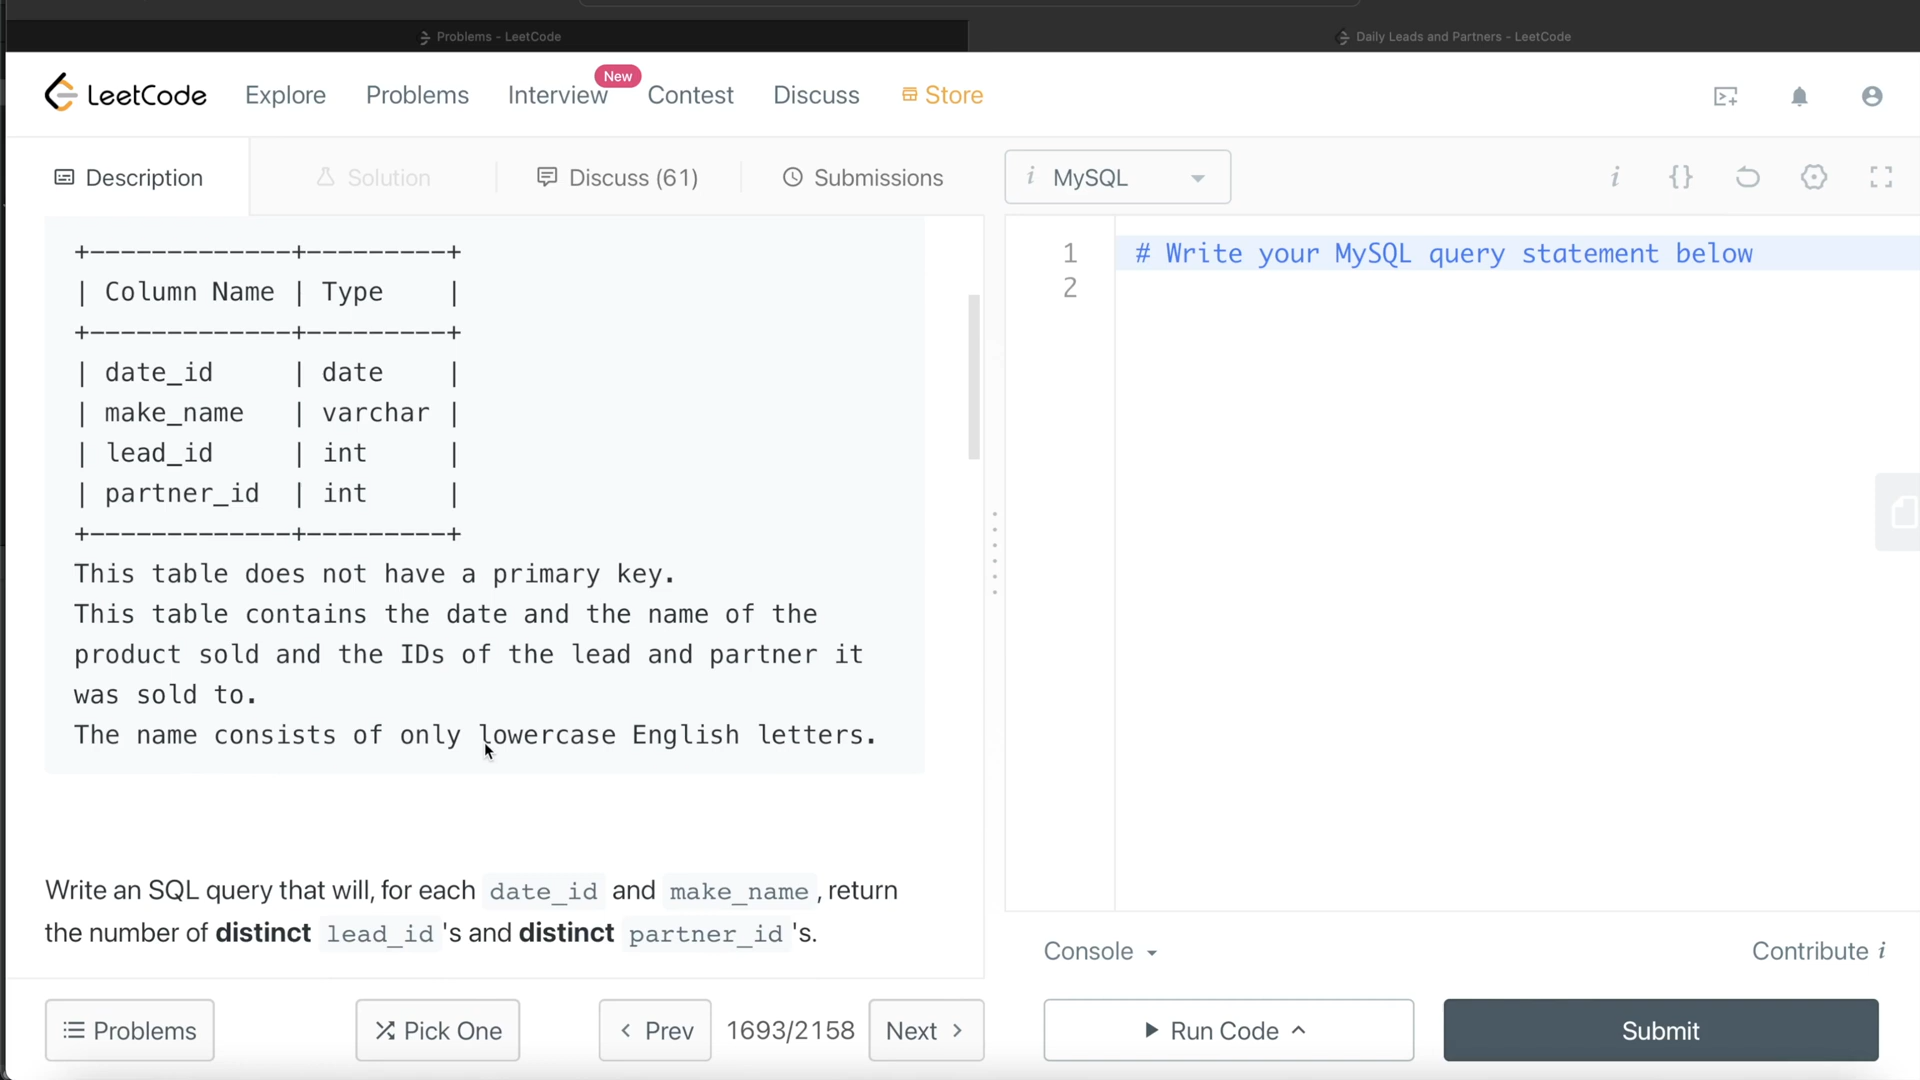 Problems - LeetCode
Daily Leads and Partners - LeetCode
LeetCode Explore Problems Interview New Contest Discuss Store
Description Solution Discuss (61) Submissions
i MySQL
i {}
+-------------+---------+
| Column Name | Type    |
+-------------+---------+
| date_id     | date    |
| make_name   | varchar |
| lead_id     | int     |
| partner_id  | int     |
+-------------+---------+
This table does not have a primary key.
This table contains the date and the name of the
product sold and the IDs of the lead and partner it
was sold to.
The name consists of only lowercase English letters.
Write an SQL query that will, for each date_id and make_name, return
the number of distinct lead_id's and distinct partner_id's.
1 # Write your MySQL query statement below
2
Console
Contribute i
Problems Pick One Prev 1693/2158 Next
Run Code
Submit